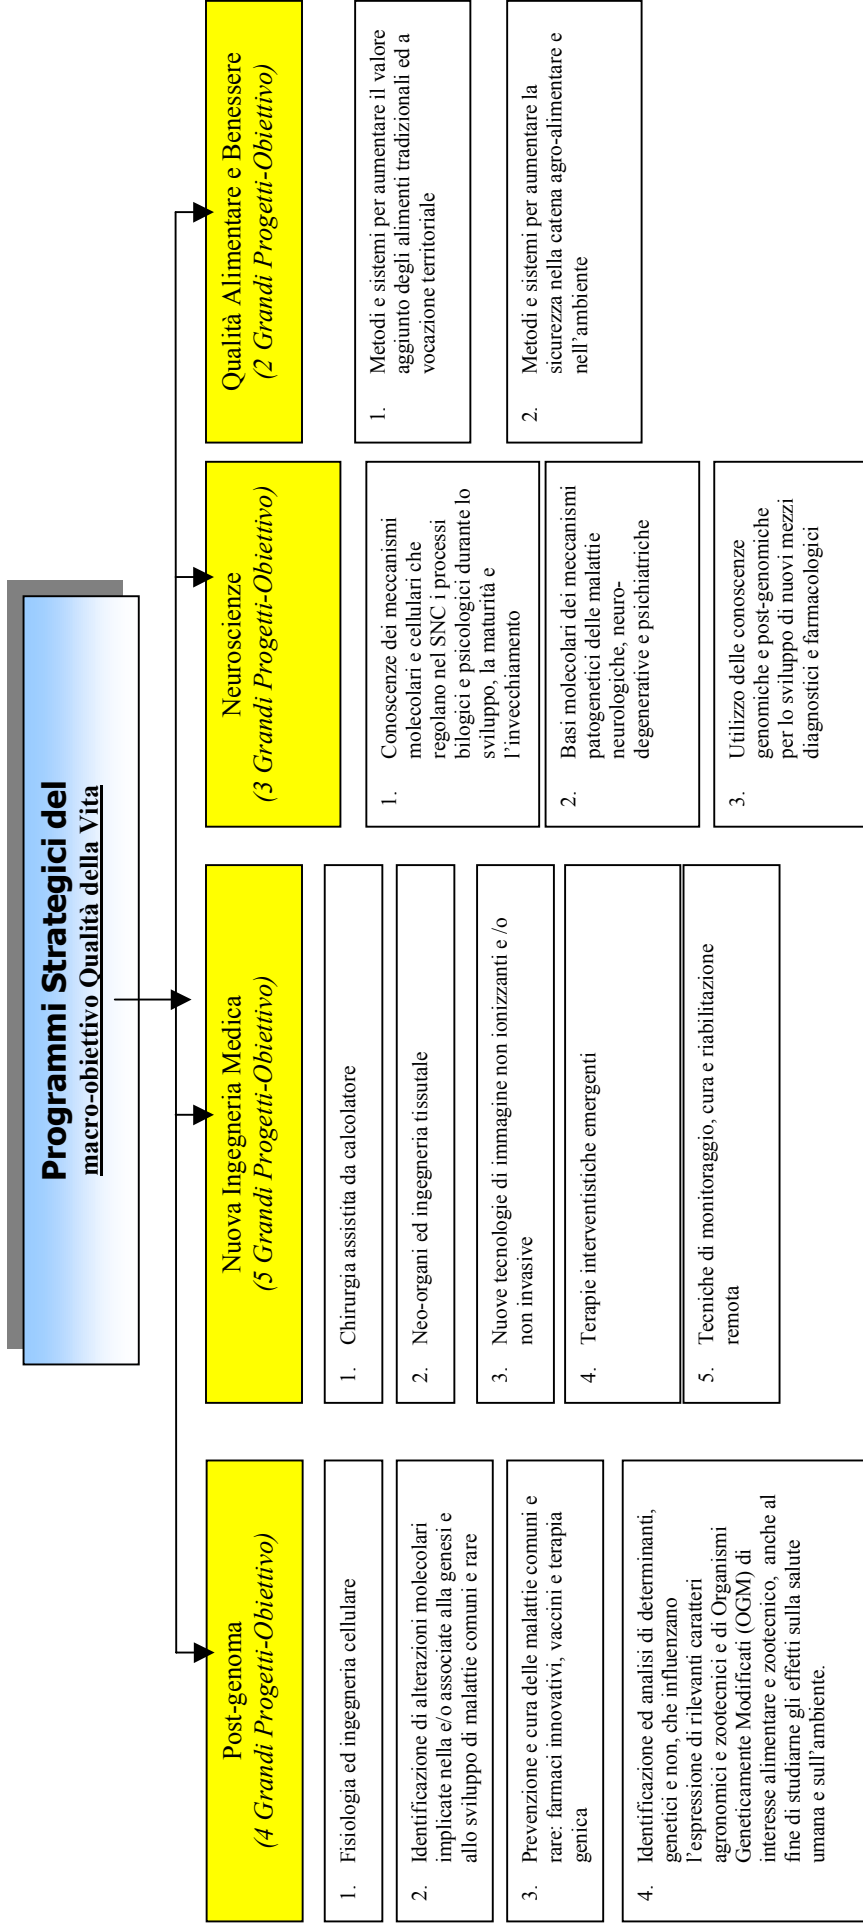 Programmi Strategici del
macro-obiettivo Qualità della Vita
Post-genoma
(4 Grandi Progetti-Obiettivo)
1. Fisiologia ed ingegneria cellulare
2. Identificazione di alterazioni molecolari
implicate nella e/o associate alla genesi e
allo sviluppo di malattie comuni e rare
3. Prevenzione e cura delle malattie comuni e
rare: farmaci innovativi, vaccini e terapia
genica
4. Identificazione ed analisi di determinanti,
genetici e non, che influenzano
l'espressione di rilevanti caratteri
agronomici e zootecnici e di Organismi
Geneticamente Modificati (OGM) di
interesse alimentare e zootecnico, anche al
fine di studiarne gli effetti sulla salute
umana e sull'ambiente.
Nuova Ingegneria Medica
(5 Grandi Progetti-Obiettivo)
1. Chirurgia assistita da calcolatore
2. Neo-organi ed ingegneria tissutale
3. Nuove tecnologie di immagine non ionizzanti e /o
non invasive
4. Terapie interventistiche emergenti
5. Tecniche di monitoraggio, cura e riabilitazione
remota
Neuroscienze
(3 Grandi Progetti-Obiettivo)
1. Conoscenze dei meccanismi
molecolari e cellulari che
regolano nel SNC i processi
bilogici e psicologici durante lo
sviluppo, la maturità e
l'invecchiamento
2. Basi molecolari dei meccanismi
patogenetici delle malattie
neurologiche, neuro-
degenerative e psichiatriche
3. Utilizzo delle conoscenze
genomiche e post-genomiche
per lo sviluppo di nuovi mezzi
diagnostici e farmacologici
Qualità Alimentare e Benessere
(2 Grandi Progetti-Obiettivo)
1. Metodi e sistemi per aumentare il valore
aggiunto degli alimenti tradizionali ed a
vocazione territoriale
2. Metodi e sistemi per aumentare la
sicurezza nella catena agro-alimentare e
nell'ambiente